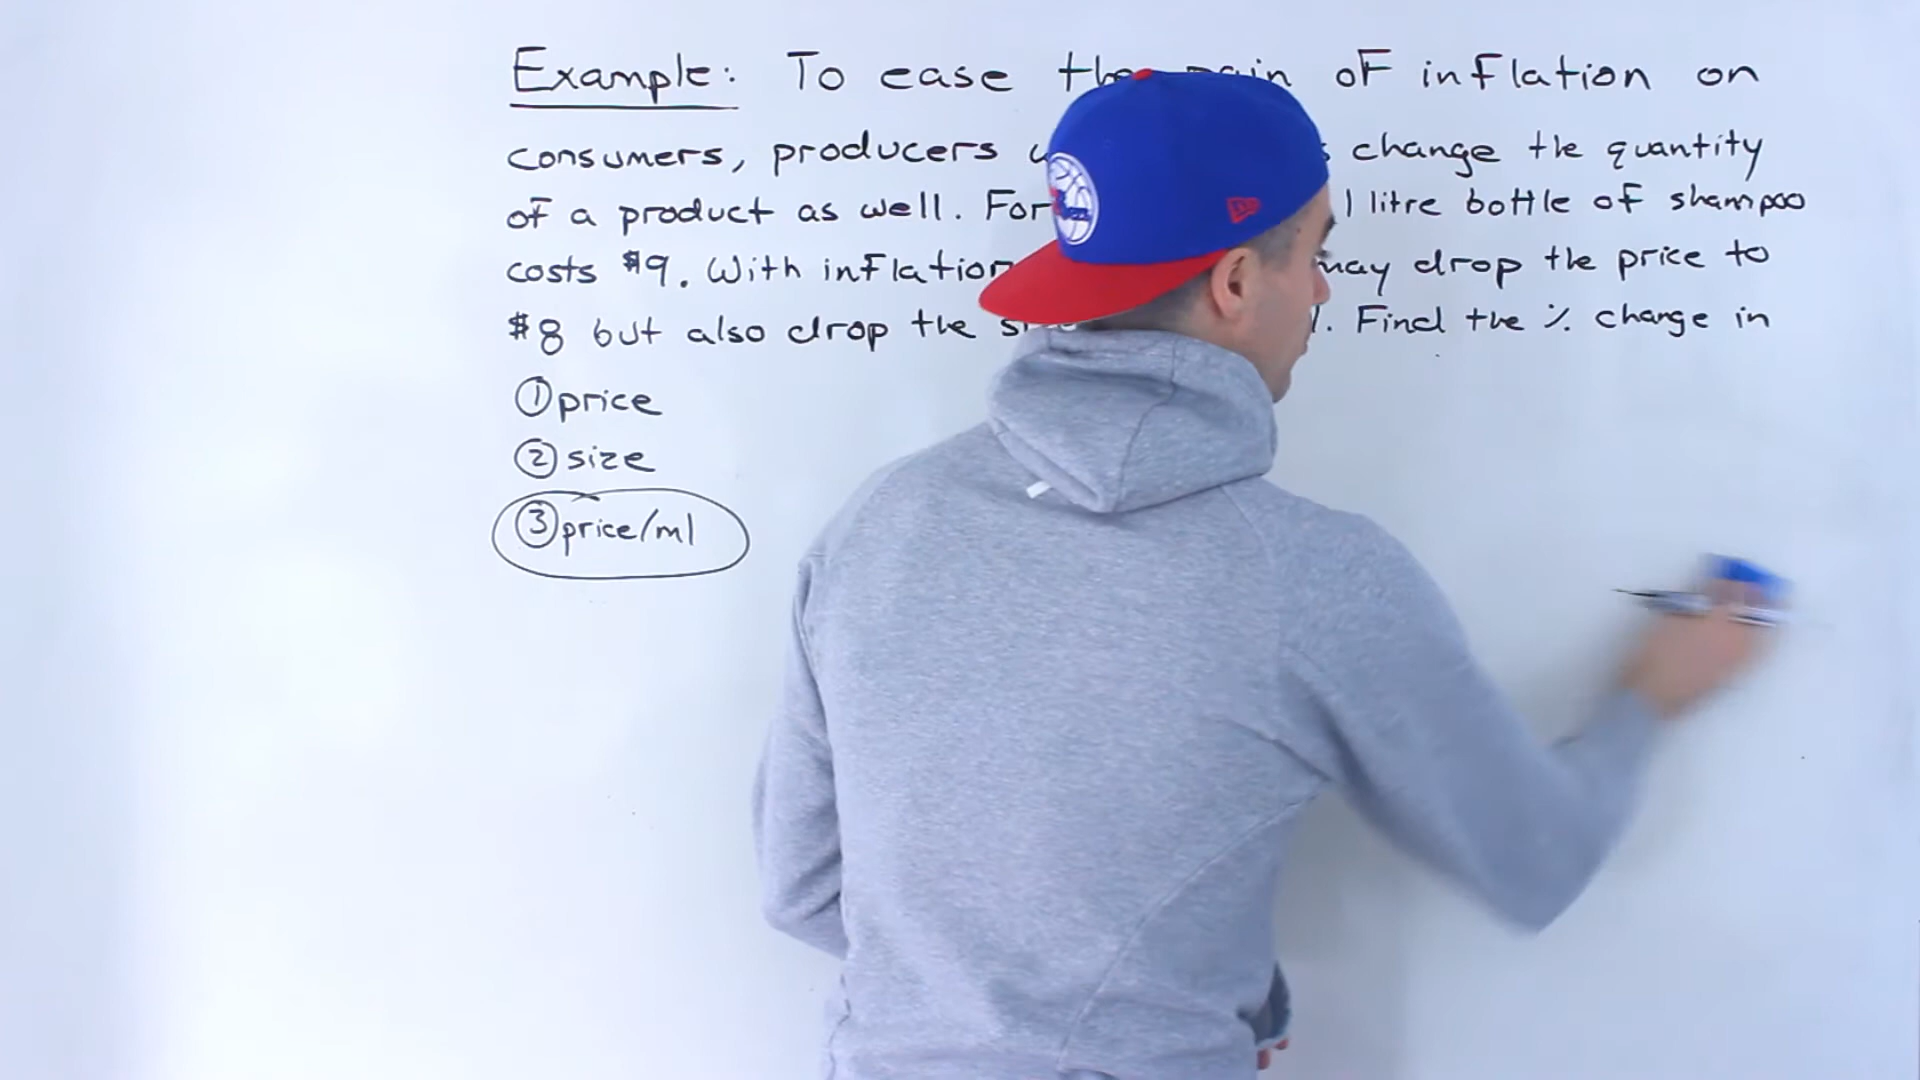 Example: To ease the pain of inflation on
consumers, producers change the quantity
of a product as well. For 1 litre bottle of shampoo
costs $9. With inflation may drop the price to
$8 but also drop the . Find the % change in
① price
② size
③ price/ml